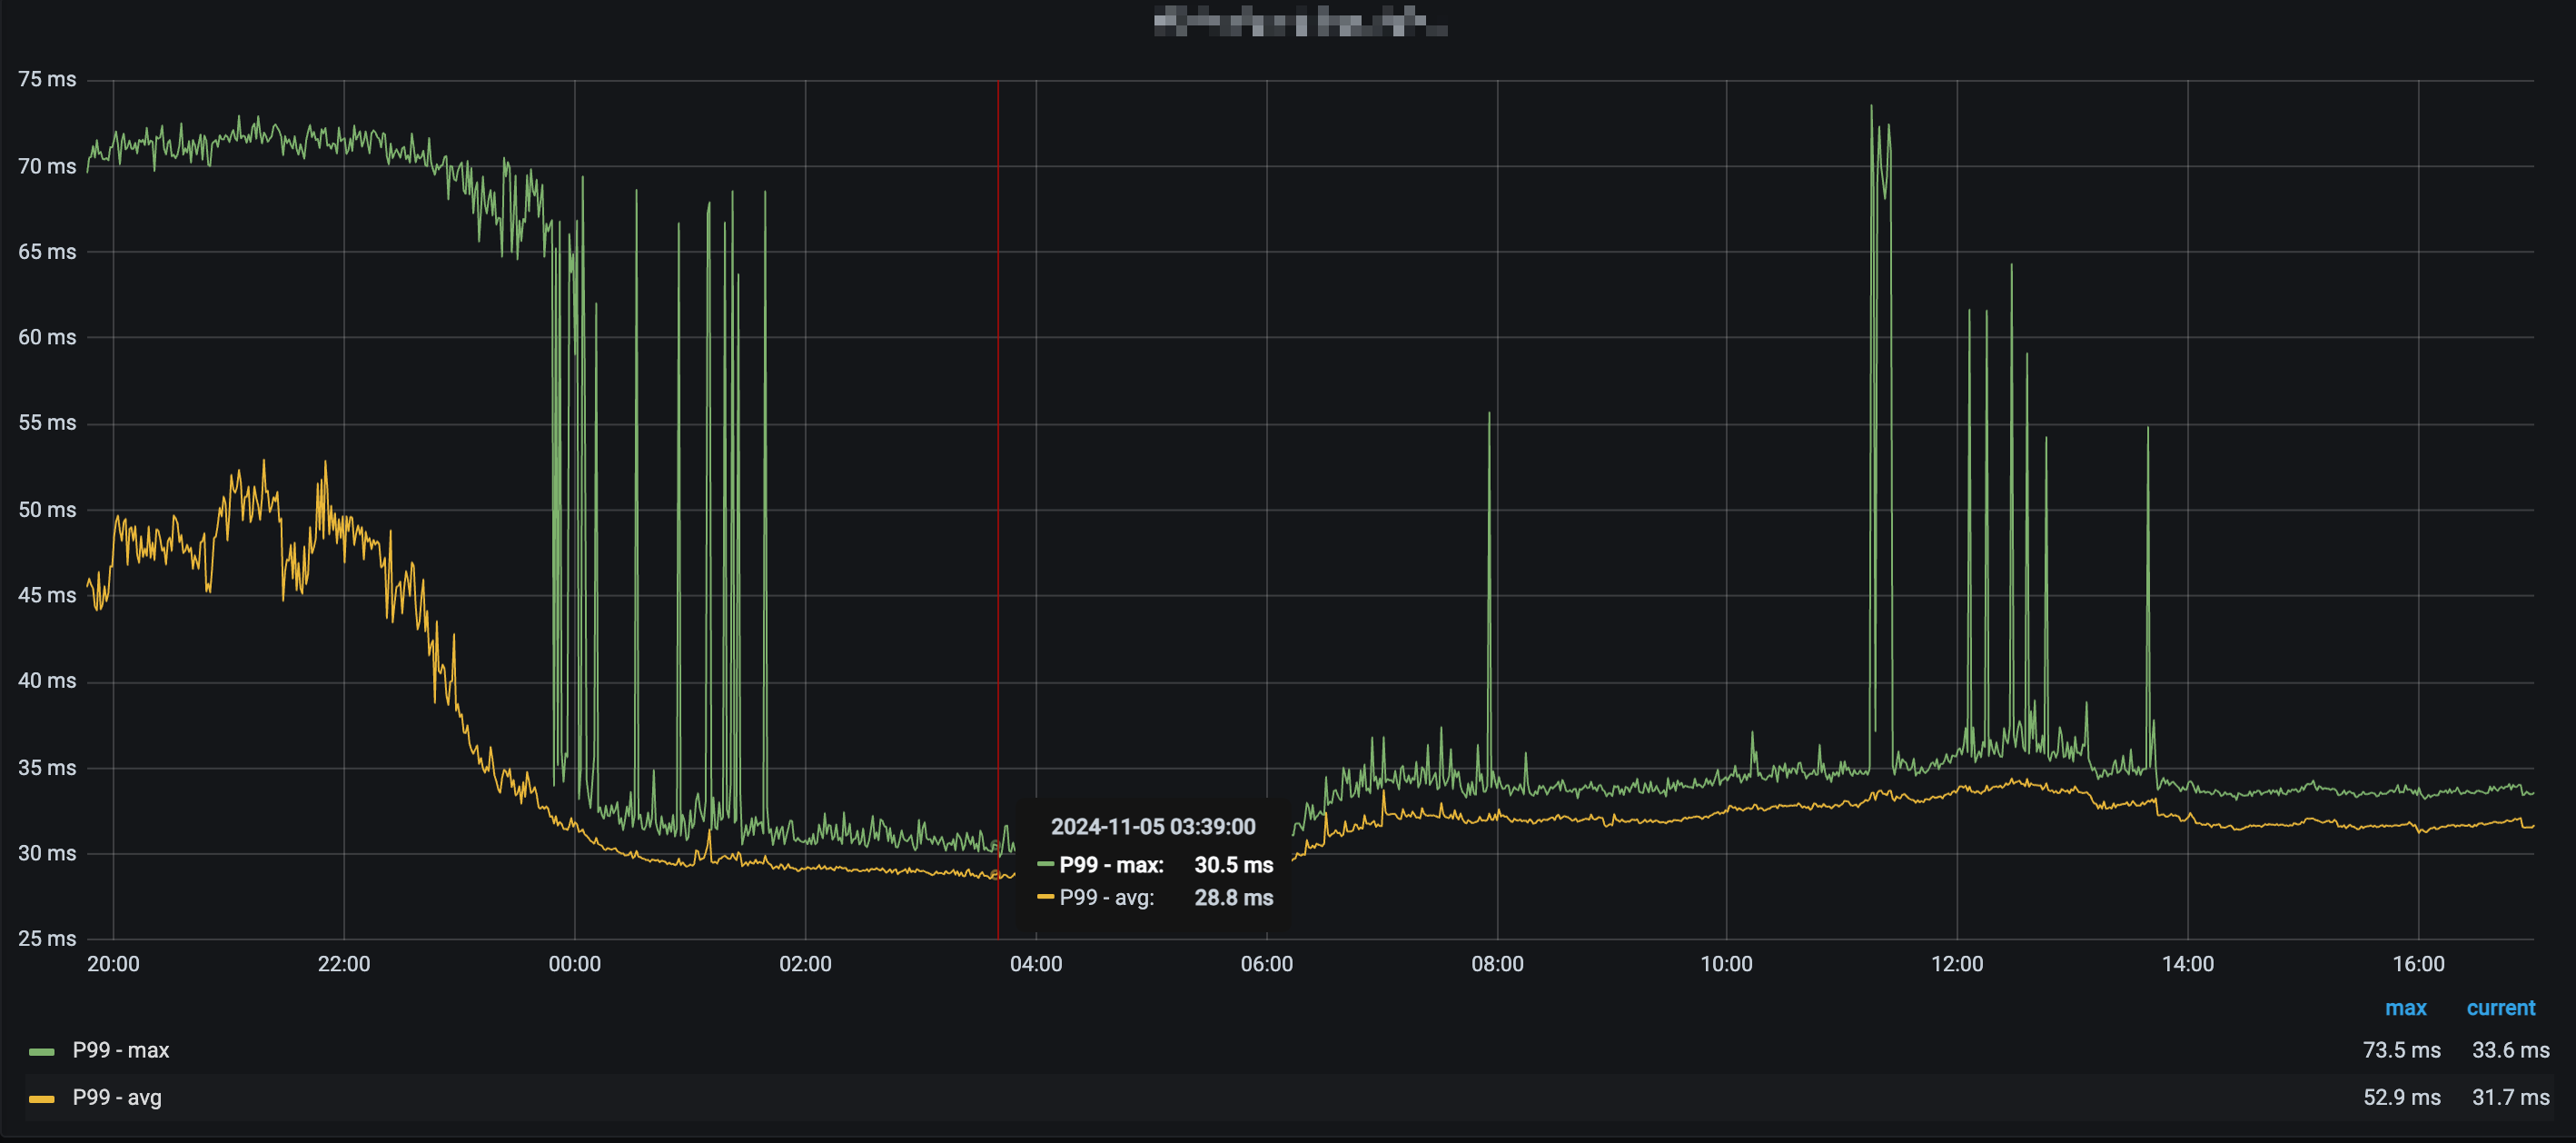 75 ms
70 ms
65 ms
60 ms
55 ms
50 ms
45 ms
40 ms
35 ms
30 ms
25 ms
2024-11-05 03:39:00
P99 - max: 30.5 ms
P99 - avg: 28.8 ms
20:00 22:00 00:00 02:00 04:00 06:00 08:00 10:00 12:00 14:00 16:00
max current
P99 - max 73.5 ms 33.6 ms
P99 - avg 52.9 ms 31.7 ms